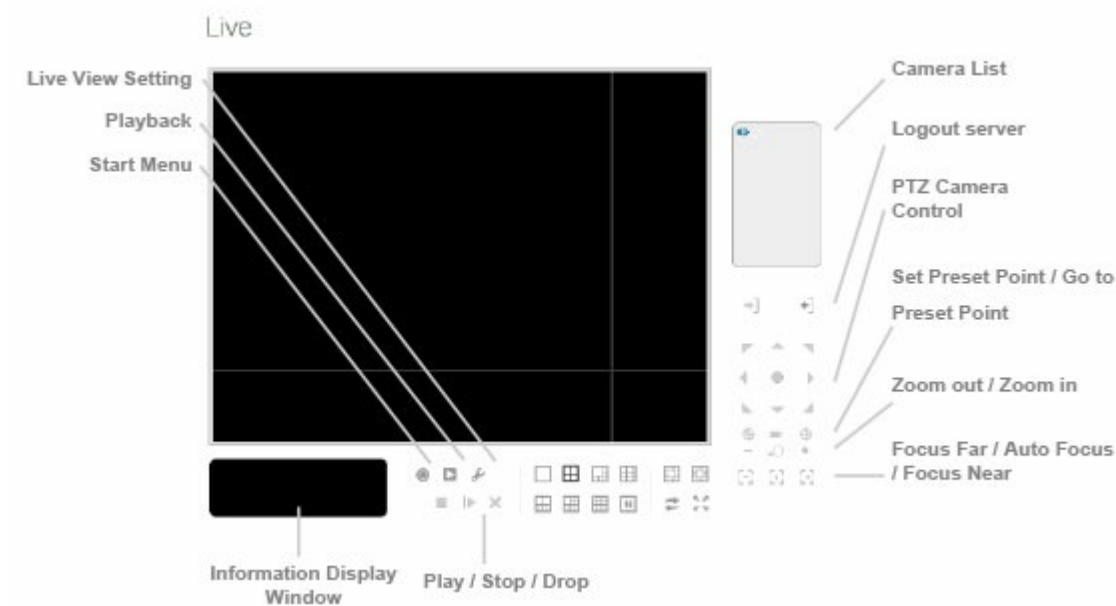 Live
Live View Setting
Playback
Start Menu
Camera List
Logout server
PTZ Camera
Control
Set Preset Point / Go to
Preset Point
Zoom out / Zoom in
Focus Far / Auto Focus
/ Focus Near
Information Display
Window
Play / Stop / Drop